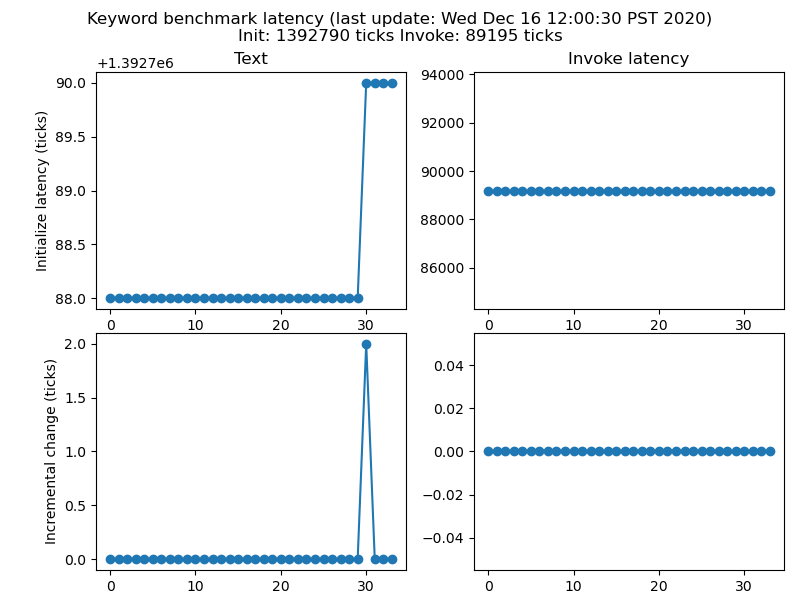 Keyword benchmark latency (last update: Wed Dec 16 12:00:30 PST 2020)
Init: 1392790 ticks Invoke: 89195 ticks
Text
+1.3927e6
Initialize latency (ticks)
90.0
89.5
89.0
88.5
88.0
0 10 20 30
Invoke latency
94000
92000
90000
88000
86000
0 10 20 30
Incremental change (ticks)
2.0
1.5
1.0
0.5
0.0
0 10 20 30
0.04
0.02
0.00
−0.02
−0.04
0 10 20 30